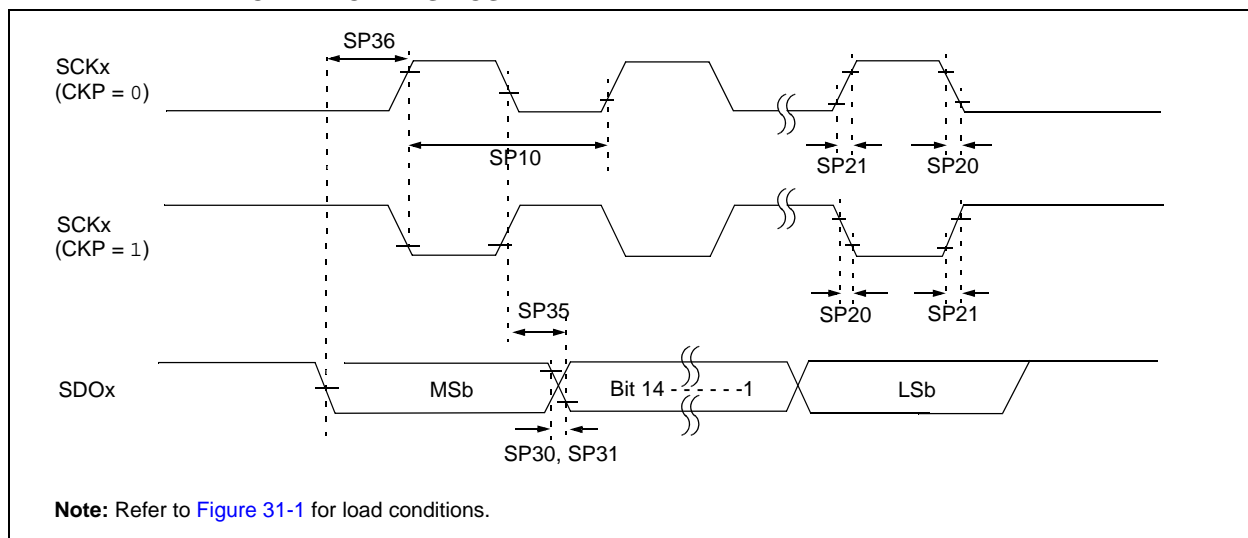 SP36
SCKx
(CKP = 0)
SP10
SP21
SP20
SCKx
(CKP = 1)
SP35
SP20
SP21
SDOx
MSb
Bit 14 - - - - - -1
LSb
SP30, SP31
Note: Refer to Figure 31-1 for load conditions.